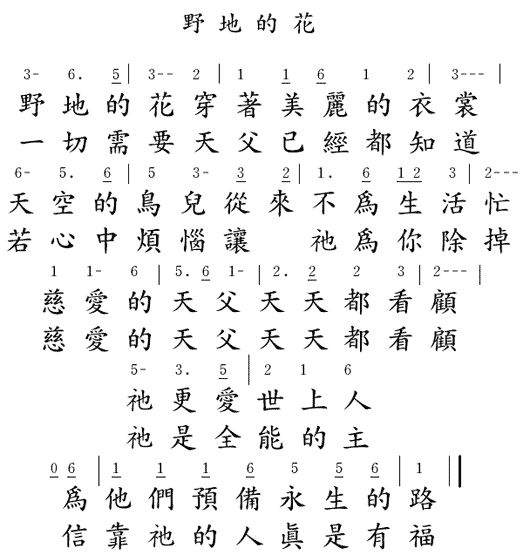 野地的花
3- 6. 5 | 3-- 2 | 1 1 6 1 2 | 3--- |
野地的花穿著美麗的衣裳
一切需要天父已經都知道
6- 5. 6 | 5 3- 3 2 | 1. 6 1 2 3 | 2---
天空的鳥兒從來不爲生活忙
若心中煩惱讓 祂爲你除掉
1 1- 6 | 5. 6 1- | 2. 2 2 3 | 2--- |
慈愛的天父天天都看顧
慈愛的天父天天都看顧
5- 3. 5 | 2 1 6
祂更愛世上人
祂是全能的主
0 6 | 1 1 1 6 5 5 6 | 1 ||
爲他們預備永生的路
信靠祂的人眞是有福